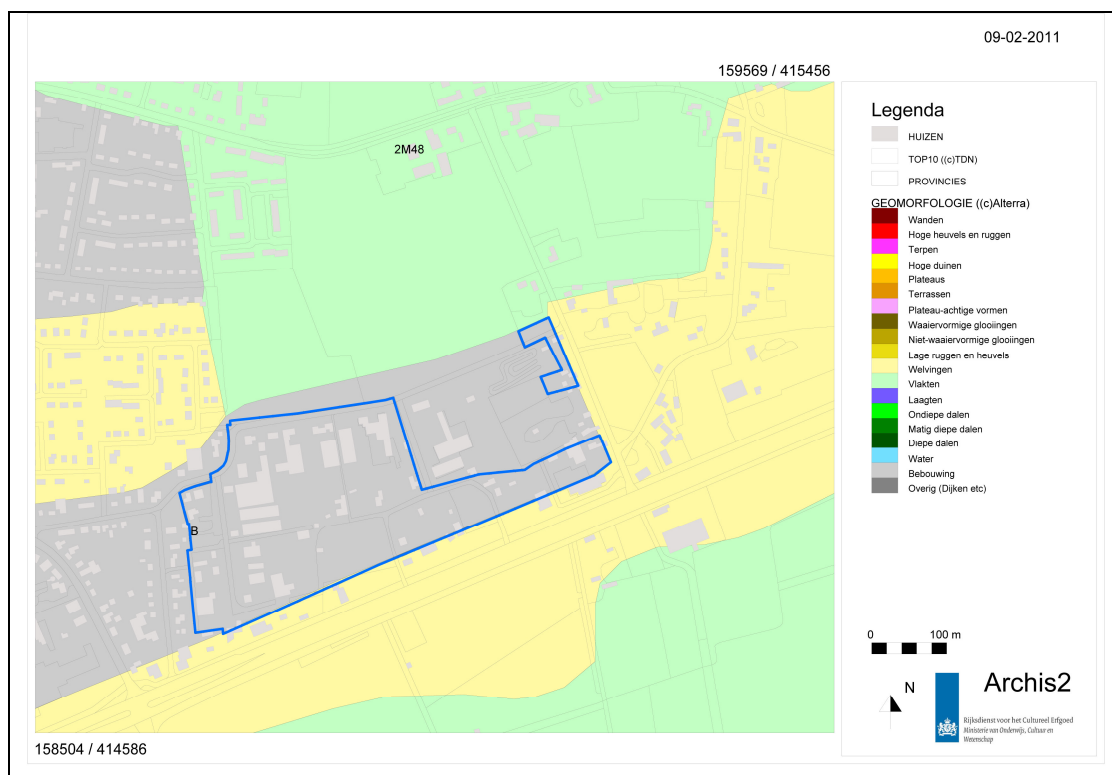 09-02-2011
159569 / 415456
2M48
B
158504 / 414586
Legenda
HUIZEN
TOP10 ((c)TDN)
PROVINCIES
GEOMORFOLOGIE ((c)Alterra)
Wanden
Hoge heuvels en ruggen
Terpen
Hoge duinen
Plateaus
Terrassen
Plateau-achtige vormen
Waaiervormige glooiingen
Niet-waaiervormige glooiingen
Lage ruggen en heuvels
Welvingen
Vlakten
Laagten
Ondiepe dalen
Matig diepe dalen
Diepe dalen
Water
Bebouwing
Overig (Dijken etc)
0 100 m
N
Archis2
Rijksdienst voor het Cultureel Erfgoed
Ministerie van Onderwijs, Cultuur en
Wetenschap